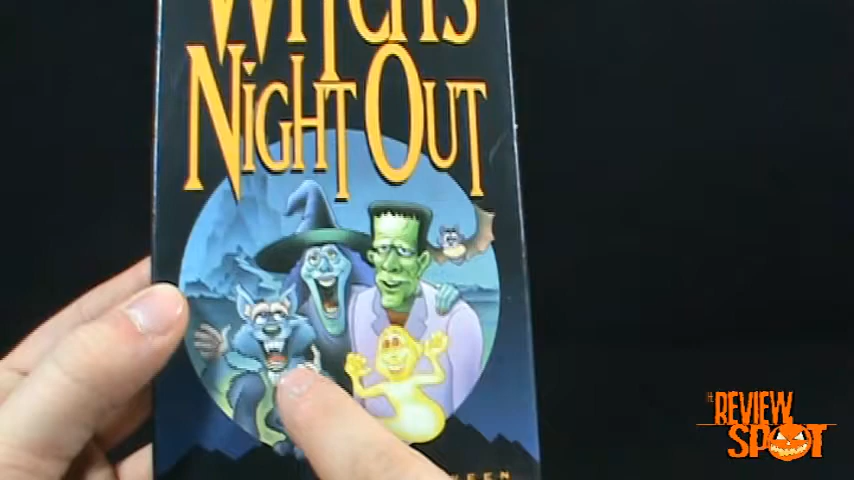 WITCH'S
NIGHT OUT
THE
REVIEW
SPOT